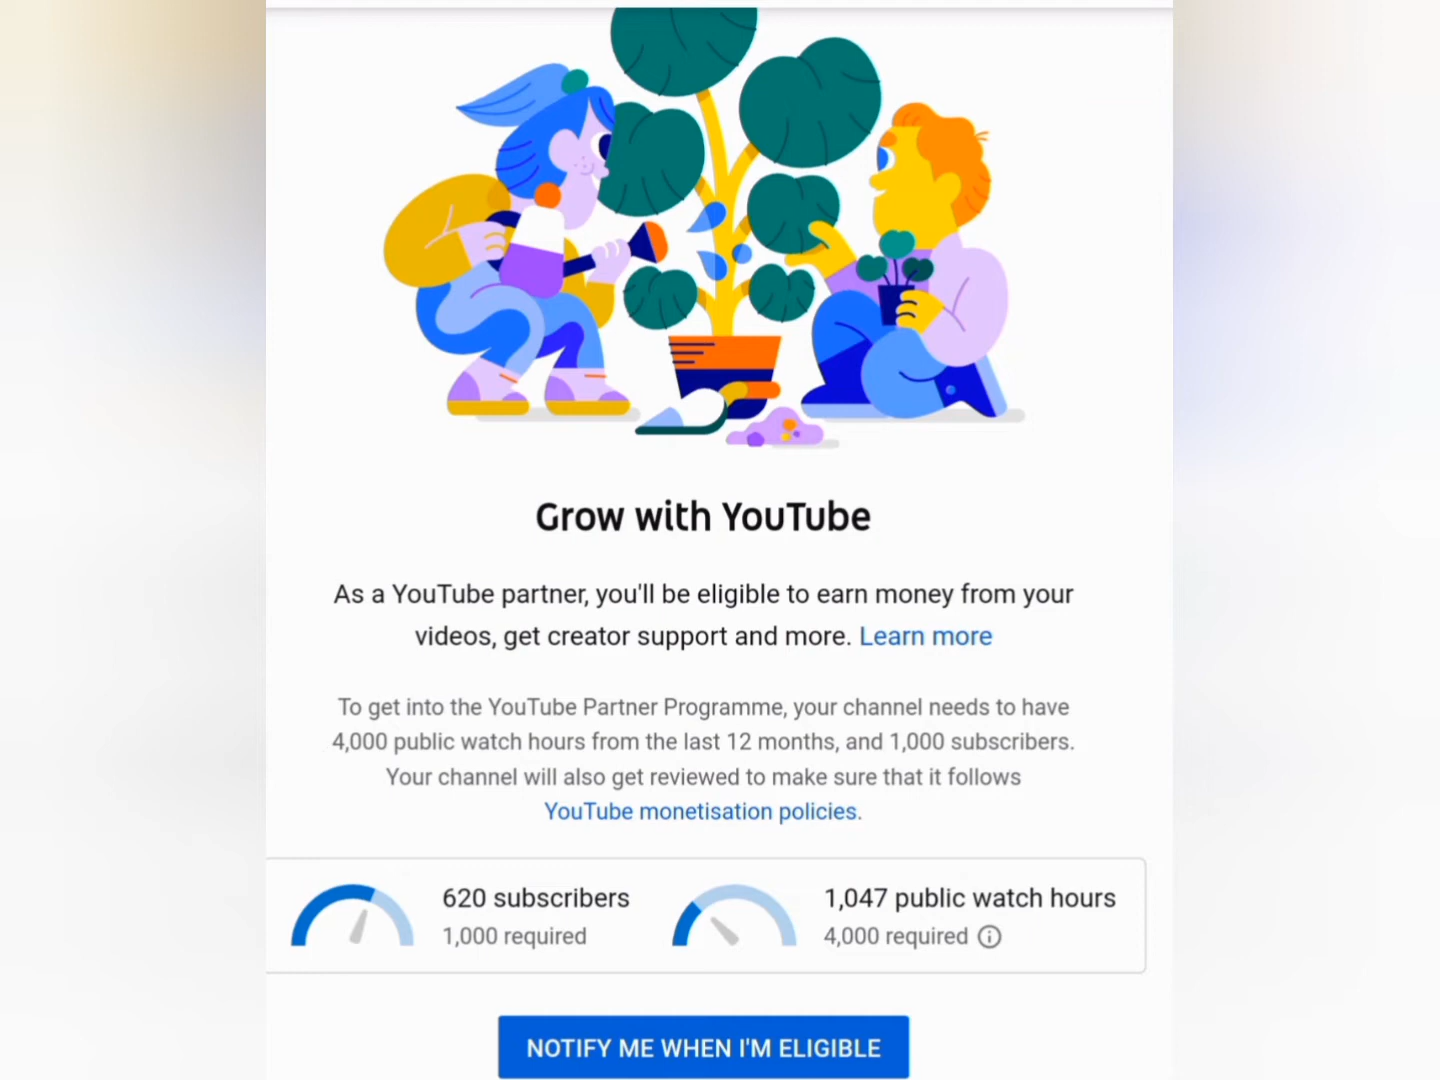 Grow with YouTube
As a YouTube partner, you'll be eligible to earn money from your
videos, get creator support and more. Learn more
To get into the YouTube Partner Programme, your channel needs to have
4,000 public watch hours from the last 12 months, and 1,000 subscribers.
Your channel will also get reviewed to make sure that it follows
YouTube monetisation policies.
620 subscribers
1,000 required
1,047 public watch hours
4,000 required
NOTIFY ME WHEN I'M ELIGIBLE